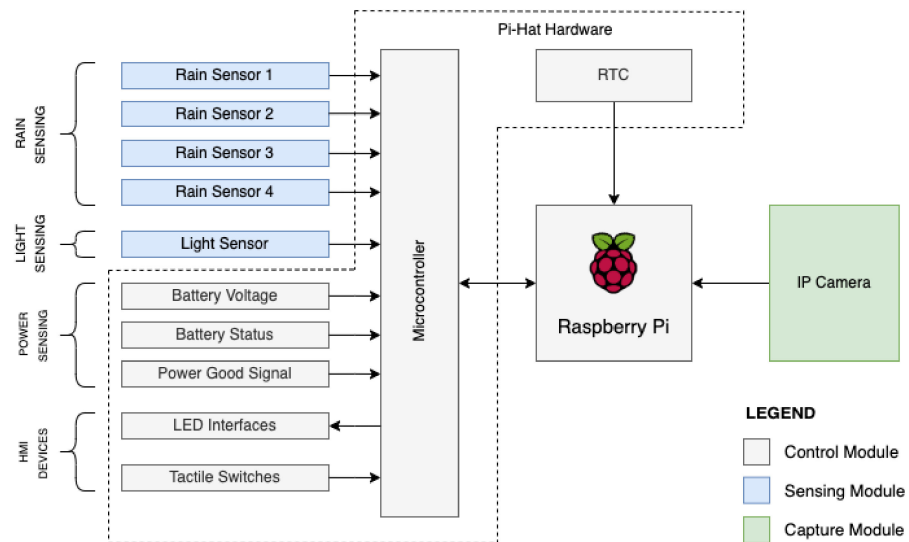 Pi-Hat Hardware
RAIN
SENSING
Rain Sensor 1
Rain Sensor 2
Rain Sensor 3
Rain Sensor 4
LIGHT
SENSING
Light Sensor
POWER
SENSING
Battery Voltage
Battery Status
Power Good Signal
HMI
DEVICES
LED Interfaces
Tactile Switches
Microcontroller
RTC
Raspberry Pi
IP Camera
LEGEND
Control Module
Sensing Module
Capture Module